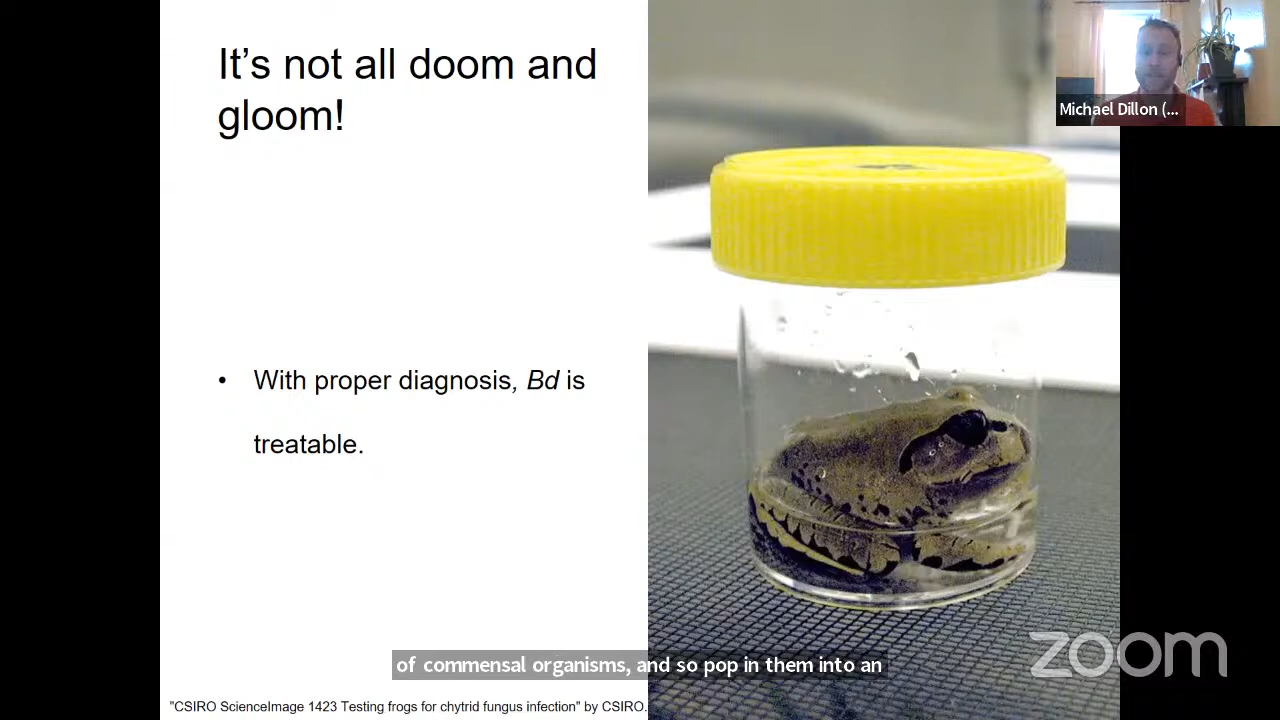 It's not all doom and
gloom!
• With proper diagnosis, Bd is
treatable.
Michael Dillon (...
of commensal organisms, and so pop in them into an
zoom
"CSIRO ScienceImage 1423 Testing frogs for chytrid fungus infection" by CSIRO.